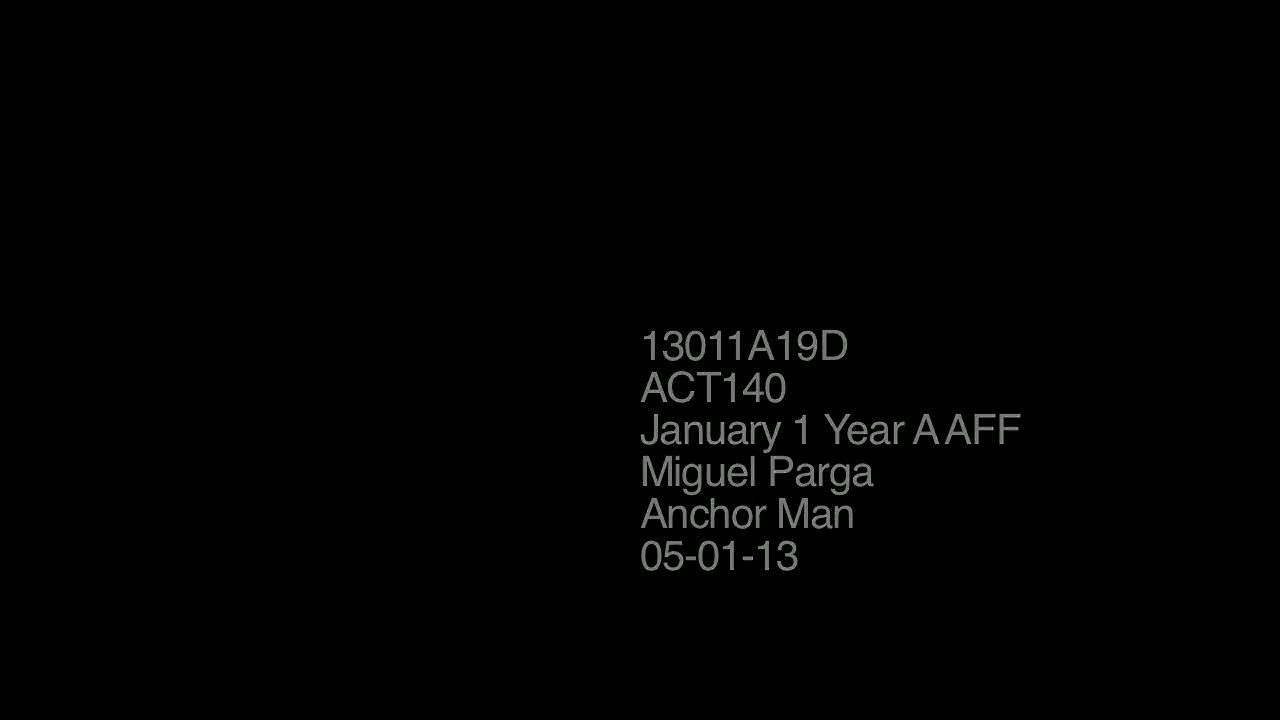 13011A19D
ACT140
January 1 Year A AFF
Miguel Parga
Anchor Man
05-01-13